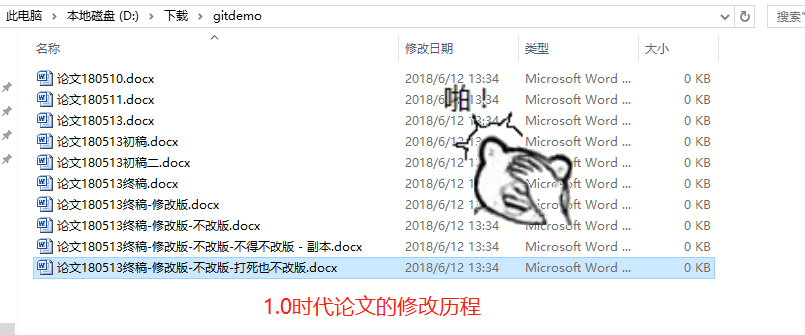 此电脑 > 本地磁盘 (D:) > 下载 > gitdemo 搜索"
名称 修改日期 类型 大小
论文180510.docx 2018/6/12 13:34 Microsoft Word ... 0 KB
论文180511.docx 2018/6/12 13:34 Microsoft Word ... 0 KB
论文180513.docx 2018/6/12 13:34 Microsoft Word ... 0 KB
论文180513初稿.docx 2018/6/12 13:34 Microsoft Word ... 0 KB
论文180513初稿二.docx 2018/6/12 13:34 Microsoft Word ... 0 KB
论文180513终稿.docx 2018/6/12 13:34 Microsoft Word ... 0 KB
论文180513终稿-修改版.docx 2018/6/12 13:34 Microsoft Word ... 0 KB
论文180513终稿-修改版-不改版.docx 2018/6/12 13:34 Microsoft Word ... 0 KB
论文180513终稿-修改版-不改版-不得不改版 - 副本.docx 2018/6/12 13:34 Microsoft Word ... 0 KB
论文180513终稿-修改版-不改版-打死也不改版.docx 2018/6/12 13:34 Microsoft Word ... 0 KB
啪！
1.0时代论文的修改历程